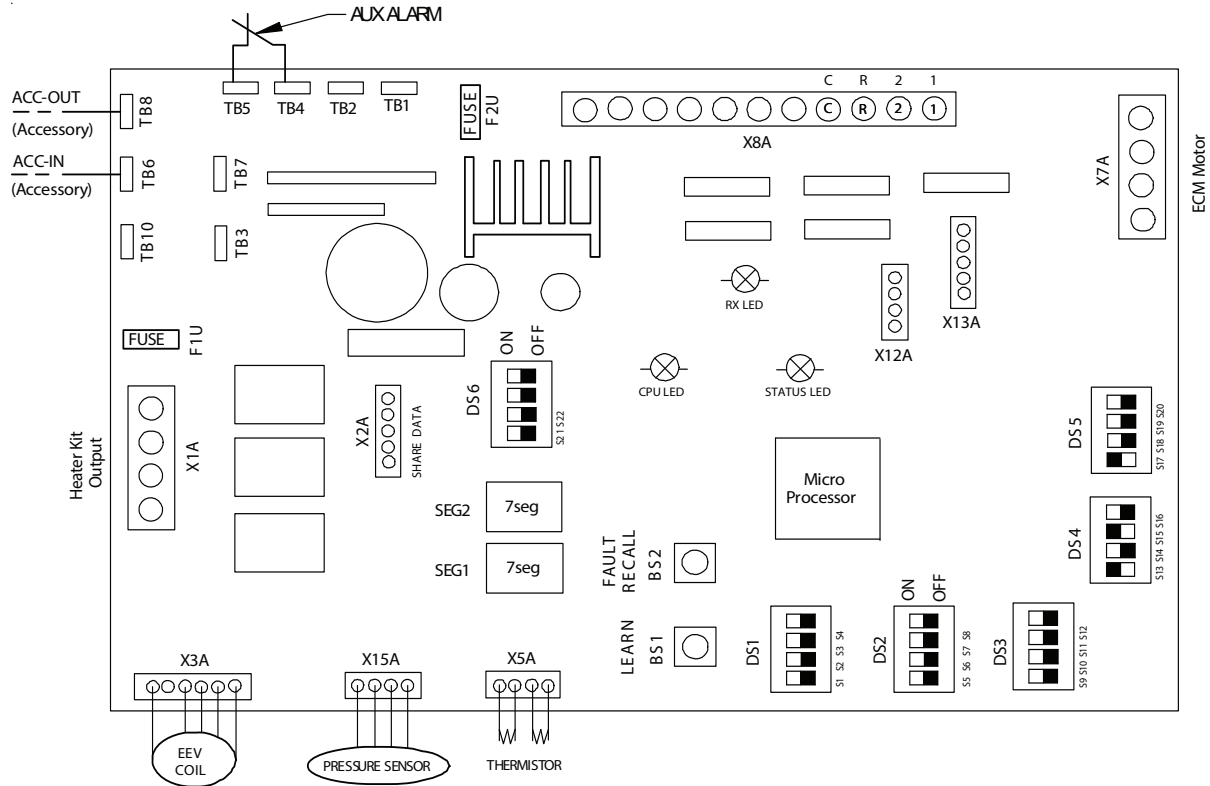 AUX ALARM
ACC-OUT
(Accessory)
ACC-IN
(Accessory)
TB8
TB6
TB10
TB5
TB4
TB2
TB1
TB7
TB3
FUSE
F2U
C
R
2
1
C
R
2
1
X8A
X7A
ECM Motor
RX LED
X12A
X13A
FUSE
F1U
CPU LED
STATUS LED
ON
OFF
DS6
S21 S22
X2A
SHARE DATA
Heater Kit
Output
X1A
SEG2
7seg
SEG1
7seg
Micro
Processor
DS5
S17 S18 S19 S20
DS4
S13 S14 S15 S16
FAULT
RECALL
BS2
LEARN
BS1
DS1
S1 S2 S3 S4
ON
OFF
DS2
S5 S6 S7 S8
DS3
S9 S10 S11 S12
X3A
X15A
X5A
EEV
COIL
PRESSURE SENSOR
THERMISTOR